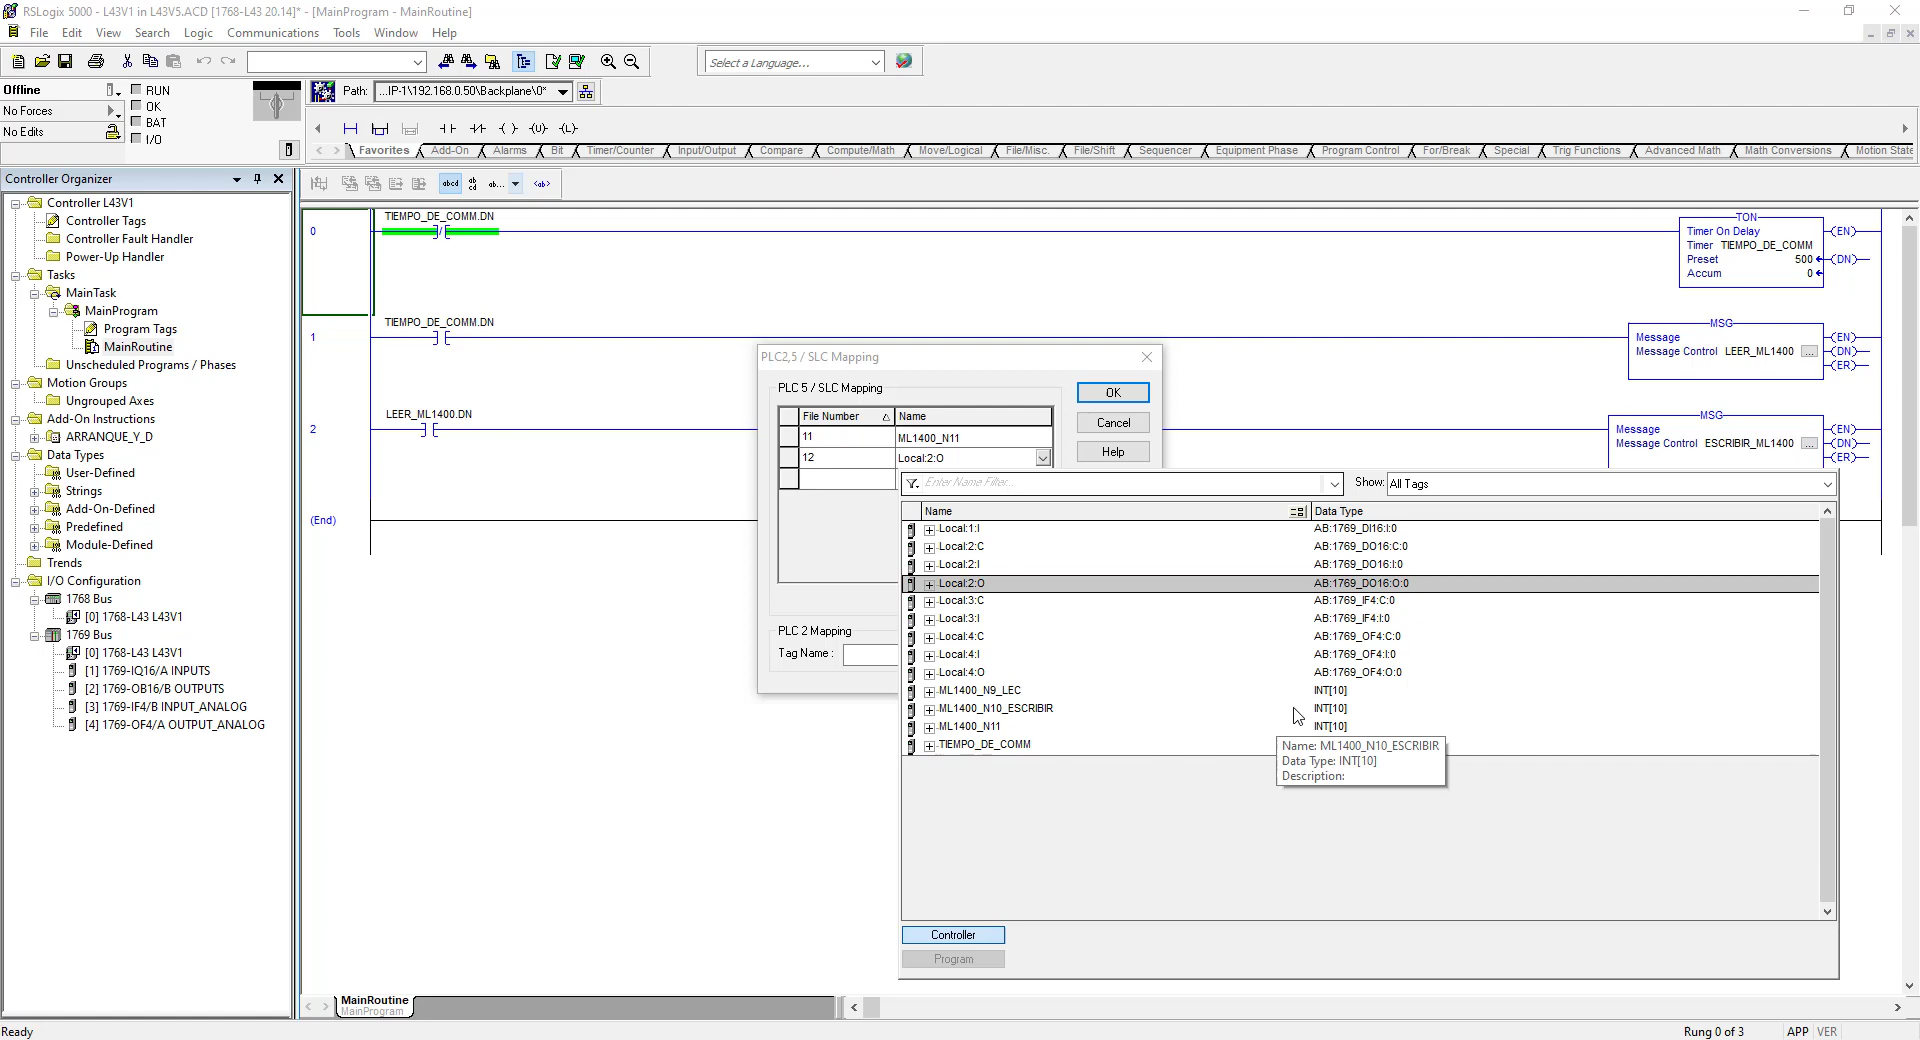 RSLogix 5000 - L43V1 in L43V5.ACD [1768-L43 20.14]* - [MainProgram - MainRoutine]
File Edit View Search Logic Communications Tools Window Help
Select a Language...
Offline
RUN
No Forces
OK
No Edits
BAT
I/O
Path: ...IP-1\192.168.0.50\Backplane\0*
Favorites Add-On Alarms Bit Timer/Counter Input/Output Compare Compute/Math Move/Logical File/Misc. File/Shift Sequencer Equipment Phase Program Control For/Break Special Trig Functions Advanced Math Math Conversions Motion State
Controller Organizer
Controller L43V1
Controller Tags
Controller Fault Handler
Power-Up Handler
Tasks
MainTask
MainProgram
Program Tags
MainRoutine
Unscheduled Programs / Phases
Motion Groups
Ungrouped Axes
Add-On Instructions
ARRANQUE_Y_D
Data Types
User-Defined
Strings
Add-On-Defined
Predefined
Module-Defined
Trends
I/O Configuration
1768 Bus
[0] 1768-L43 L43V1
1769 Bus
[0] 1768-L43 L43V1
[1] 1769-IQ16/A INPUTS
[2] 1769-OB16/B OUTPUTS
[3] 1769-IF4/B INPUT_ANALOG
[4] 1769-OF4/A OUTPUT_ANALOG
abcd
ab cd
ab...
<ab>
0
TIEMPO_DE_COMM.DN
TON
Timer On Delay
Timer TIEMPO_DE_COMM
Preset 500
Accum 0
EN
DN
1
TIEMPO_DE_COMM.DN
MSG
Message
Message Control LEER_ML1400 ...
EN
DN
ER
2
LEER_ML1400.DN
MSG
Message
Message Control ESCRIBIR_ML1400 ...
EN
DN
ER
(End)
PLC2,5 / SLC Mapping
PLC 5 / SLC Mapping
File Number Name
11 ML1400_N11
12 Local:2:O
OK
Cancel
Help
PLC 2 Mapping
Tag Name :
Enter Name Filter...
Show: All Tags
Name Data Type
Local:1:I AB:1769_DI16:I:0
Local:2:C AB:1769_DO16:C:0
Local:2:I AB:1769_DO16:I:0
Local:2:O AB:1769_DO16:O:0
Local:3:C AB:1769_IF4:C:0
Local:3:I AB:1769_IF4:I:0
Local:4:C AB:1769_OF4:C:0
Local:4:I AB:1769_OF4:I:0
Local:4:O AB:1769_OF4:O:0
ML1400_N9_LEC INT[10]
ML1400_N10_ESCRIBIR INT[10]
ML1400_N11 INT[10]
TIEMPO_DE_COMM
Name: ML1400_N10_ESCRIBIR
Data Type: INT[10]
Description:
Controller
Program
MainRoutine
MainProgram
Ready
Rung 0 of 3
APP
VER